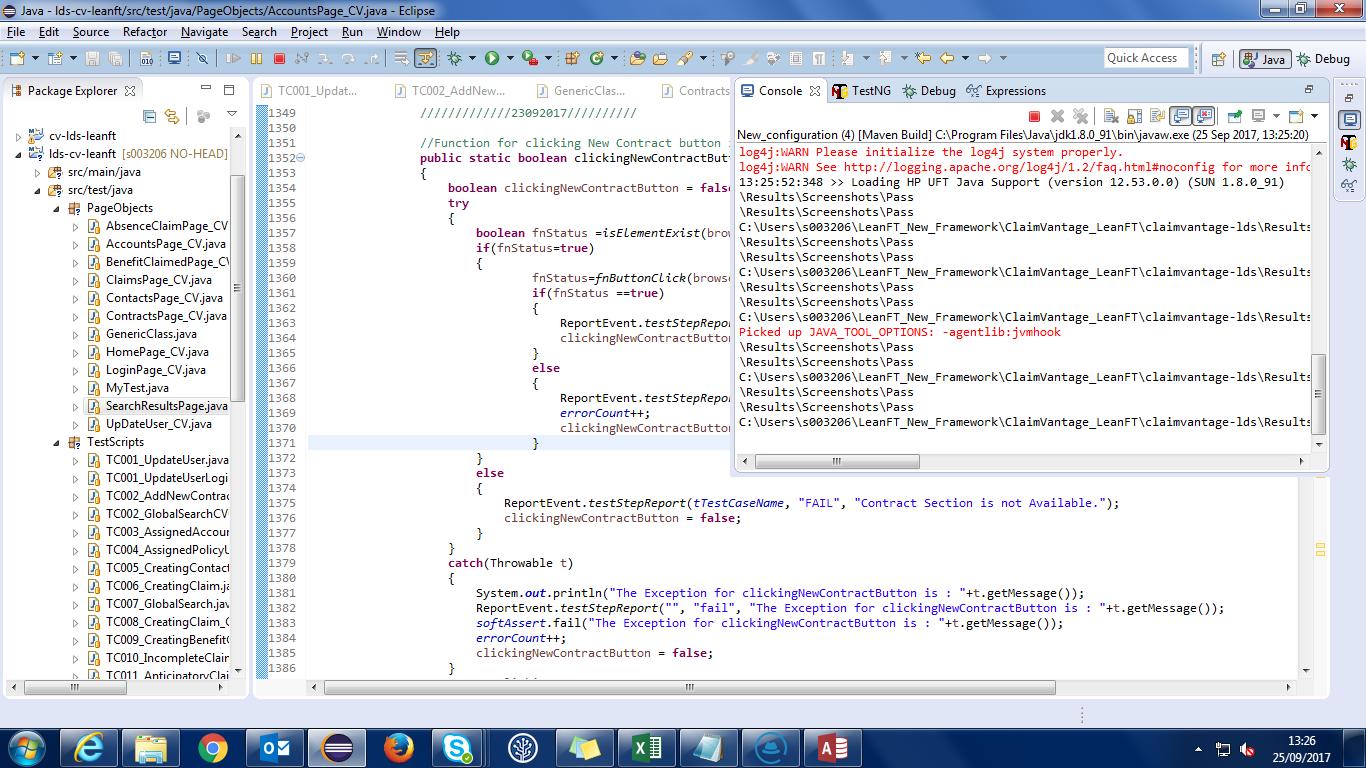 Java - lds-cv-leanft/src/test/java/PageObjects/AccountsPage_CV.java - Eclipse
File Edit Source Refactor Navigate Search Project Run Window Help
Quick Access
Java
Debug
Package Explorer
cv-lds-leanft
lds-cv-leanft [s003206 NO-HEAD]
src/main/java
src/test/java
PageObjects
AbsenceClaimPage_CV
AccountsPage_CV.java
BenefitClaimedPage_CV
ClaimsPage_CV.java
ContactsPage_CV.java
ContractsPage_CV.java
GenericClass.java
HomePage_CV.java
LoginPage_CV.java
MyTest.java
SearchResultsPage.java
UpDateUser_CV.java
TestScripts
TC001_UpdateUser.java
TC001_UpdateUserLogi
TC002_AddNewContrac
TC002_GlobalSearchCV
TC003_AssignedAccour
TC004_AssignedPolicyU
TC005_CreatingContact
TC006_CreatingClaim.ja
TC007_GlobalSearch.jav
TC008_CreatingClaim_C
TC009_CreatingBenefitC
TC010_IncompleteClain
TC011_AnticipatoryClai
TC001_Updat...
TC002_AddNew...
GenericClas...
Contracts
1349 /////////////23092017//////////
1350
1351 //Function for clicking New Contract button
1352 public static boolean clickingNewContractButt
1353 {
1354 boolean clickingNewContractButton = fals
1355 try
1356 {
1357 boolean fnStatus =isElementExist(brow
1358 if(fnStatus=true)
1359 {
1360 fnStatus=fnButtonClick(brows
1361 if(fnStatus ==true)
1362 {
1363 ReportEvent.testStepRepo
1364 clickingNewContractButton
1365 }
1366 else
1367 {
1368 ReportEvent.testStepRepo
1369 errorCount++;
1370 clickingNewContractButton
1371 }
1372 }
1373 else
1374 {
1375 ReportEvent.testStepReport(tTestCaseName, "FAIL", "Contract Section is not Available.");
1376 clickingNewContractButton = false;
1377 }
1378 }
1379 catch(Throwable t)
1380 {
1381 System.out.println("The Exception for clickingNewContractButton is : "+t.getMessage());
1382 ReportEvent.testStepReport("", "fail", "The Exception for clickingNewContractButton is : "+t.getMessage());
1383 softAssert.fail("The Exception for clickingNewContractButton is : "+t.getMessage());
1384 errorCount++;
1385 clickingNewContractButton = false;
1386 }
Console TestNG Debug Expressions
New_configuration (4) [Maven Build] C:\Program Files\Java\jdk1.8.0_91\bin\javaw.exe (25 Sep 2017, 13:25:20)
log4j:WARN Please initialize the log4j system properly.
log4j:WARN See http://logging.apache.org/log4j/1.2/faq.html#noconfig for more info
13:25:52:348 >> Loading HP UFT Java Support (version 12.53.0.0) (SUN 1.8.0_91)
\Results\Screenshots\Pass
\Results\Screenshots\Pass
C:\Users\s003206\LeanFT_New_Framework\ClaimVantage_LeanFT\claimvantage-lds\Results
\Results\Screenshots\Pass
\Results\Screenshots\Pass
C:\Users\s003206\LeanFT_New_Framework\ClaimVantage_LeanFT\claimvantage-lds\Results
\Results\Screenshots\Pass
\Results\Screenshots\Pass
C:\Users\s003206\LeanFT_New_Framework\ClaimVantage_LeanFT\claimvantage-lds\Results
Picked up JAVA_TOOL_OPTIONS: -agentlib:jvmhook
\Results\Screenshots\Pass
\Results\Screenshots\Pass
C:\Users\s003206\LeanFT_New_Framework\ClaimVantage_LeanFT\claimvantage-lds\Results
\Results\Screenshots\Pass
\Results\Screenshots\Pass
C:\Users\s003206\LeanFT_New_Framework\ClaimVantage_LeanFT\claimvantage-lds\Results
13:26
25/09/2017